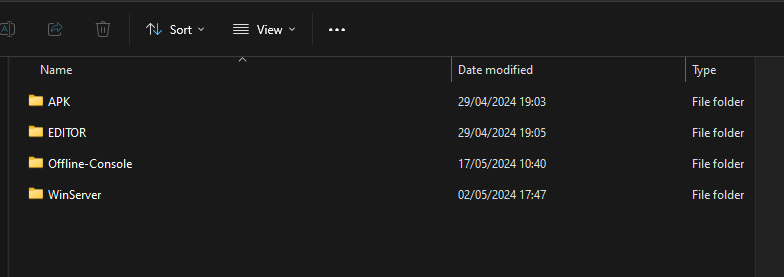 Sort View
Name Date modified Type
APK 29/04/2024 19:03 File folder
EDITOR 29/04/2024 19:05 File folder
Offline-Console 17/05/2024 10:40 File folder
WinServer 02/05/2024 17:47 File folder